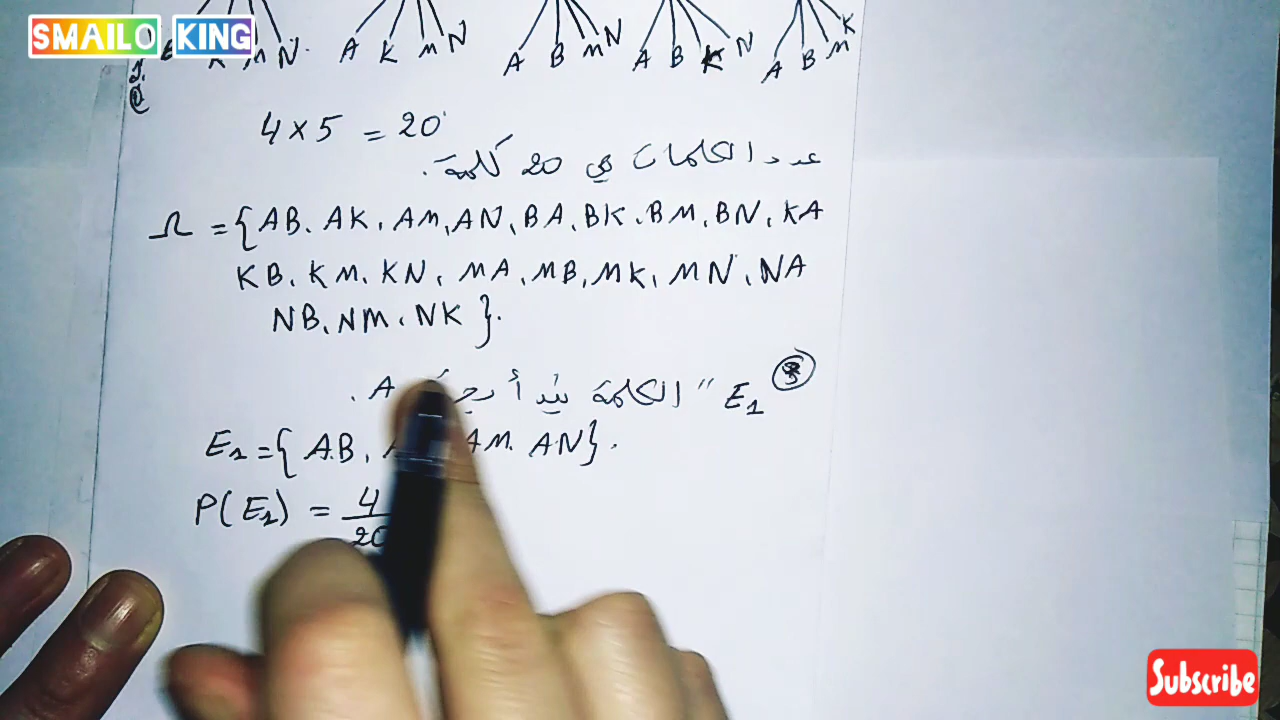 SMAILO KING
K M N A K M N A B M N A B K N A B M K
4 × 5 = 20
عدد الكلمات هي 20 كلمة.
Ω = { AB, AK, AM, AN, BA, BK, BM, BN, KA
KB, KM, KN, MA, MB, MK, MN, NA
NB, NM, NK }.
③ E1 " الكلمة تبدأ A.
E1 = { AB, AM, AN }.
P(E1) = 4/20
Subscribe